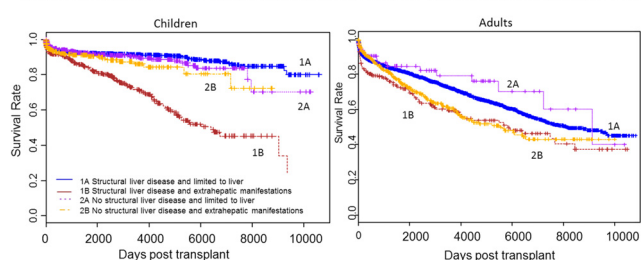 Children
Survival Rate
1.0
0.8
0.6
0.4
0.2
0.0
1A
2B
2A
1B
1A Structural liver disease and limited to liver
1B Structural liver disease and extrahepatic manifestations
2A No structural liver disease and limited to liver
2B No structural liver disease and extrahepatic manifestations
0 2000 4000 6000 8000 10000
Days post transplant
Adults
Survival Rate
1.0
0.8
0.6
0.4
0.2
0.0
2A
1A
1B
2B
0 2000 4000 6000 8000 10000
Days post transplant